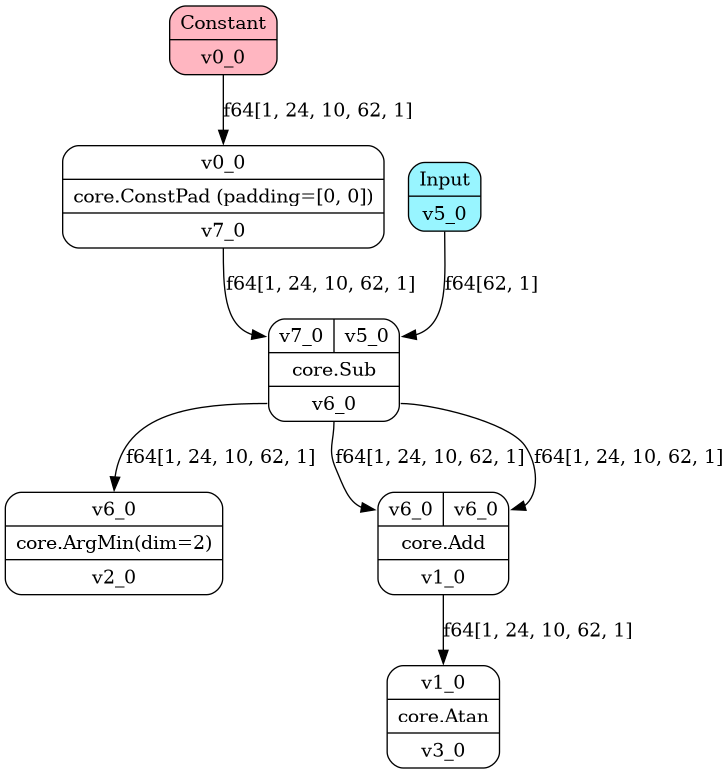 Constant
v0_0
f64[1, 24, 10, 62, 1]
v0_0
core.ConstPad (padding=[0, 0])
v7_0
Input
v5_0
f64[1, 24, 10, 62, 1]
f64[62, 1]
v7_0 v5_0
core.Sub
v6_0
f64[1, 24, 10, 62, 1]
f64[1, 24, 10, 62, 1]
f64[1, 24, 10, 62, 1]
v6_0
core.ArgMin(dim=2)
v2_0
v6_0 v6_0
core.Add
v1_0
f64[1, 24, 10, 62, 1]
v1_0
core.Atan
v3_0